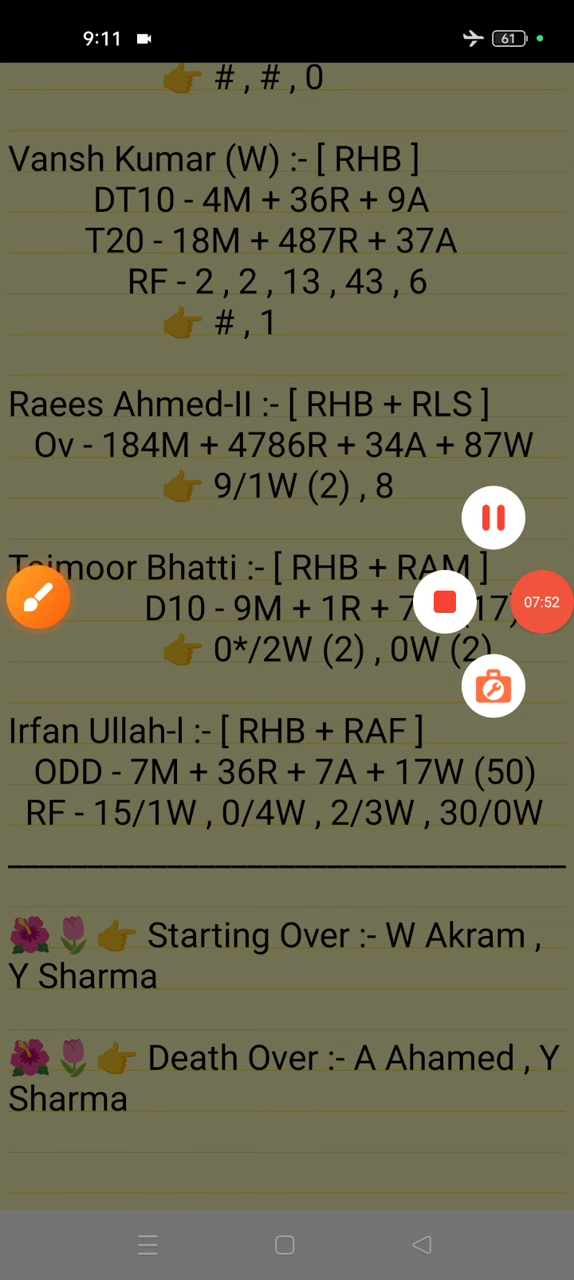 9:11
61
👉 # , # , 0
Vansh Kumar (W) :- [ RHB ]
DT10 - 4M + 36R + 9A
T20 - 18M + 487R + 37A
RF - 2 , 2 , 13 , 43 , 6
👉 # , 1
Raees Ahmed-II :- [ RHB + RLS ]
Ov - 184M + 4786R + 34A + 87W
👉 9/1W (2) , 8
Taimoor Bhatti :- [ RHB + RAM ]
D10 - 9M + 1R + 7 (17)
07:52
👉 0*/2W (2) , 0W (2)
Irfan Ullah-I :- [ RHB + RAF ]
ODD - 7M + 36R + 7A + 17W (50)
RF - 15/1W , 0/4W , 2/3W , 30/0W
🌺🌷👉 Starting Over :- W Akram ,
Y Sharma
🌺🌷👉 Death Over :- A Ahamed , Y
Sharma